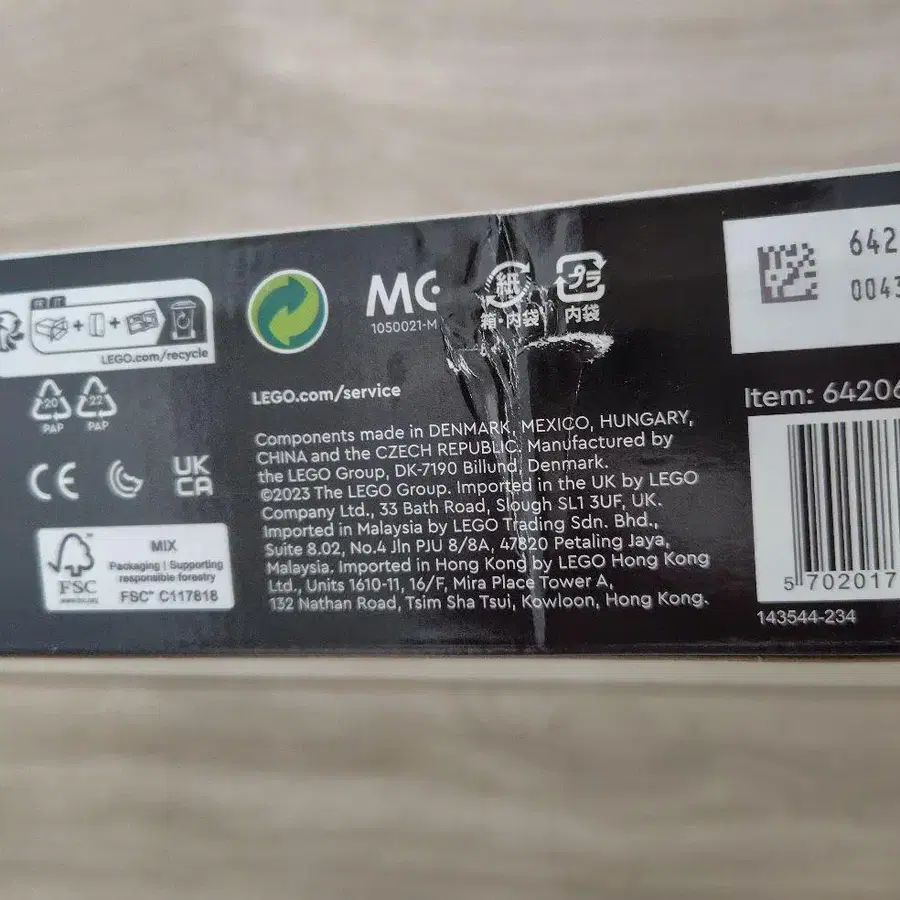 LEGO.com/recycle
20
PAP
22
PAP
CE
UK
CA
FSC
MIX
Packaging | Supporting
responsible forestry
FSC™ C117818
MC
1050021-M
紙
箱・内袋
プラ
内袋
LEGO.com/service
Components made in DENMARK, MEXICO, HUNGARY,
CHINA and the CZECH REPUBLIC. Manufactured by
the LEGO Group, DK-7190 Billund, Denmark.
©2023 The LEGO Group. Imported in the UK by LEGO
Company Ltd., 33 Bath Road, Slough SL1 3UF, UK.
Imported in Malaysia by LEGO Trading Sdn. Bhd.,
Suite 8.02, No.4 Jln PJU 8/8A, 47820 Petaling Jaya,
Malaysia. Imported in Hong Kong by LEGO Hong Kong
Ltd., Units 1610-11, 16/F, Mira Place Tower A,
132 Nathan Road, Tsim Sha Tsui, Kowloon, Hong Kong.
642
0043
Item: 64206
5 702017
143544-234